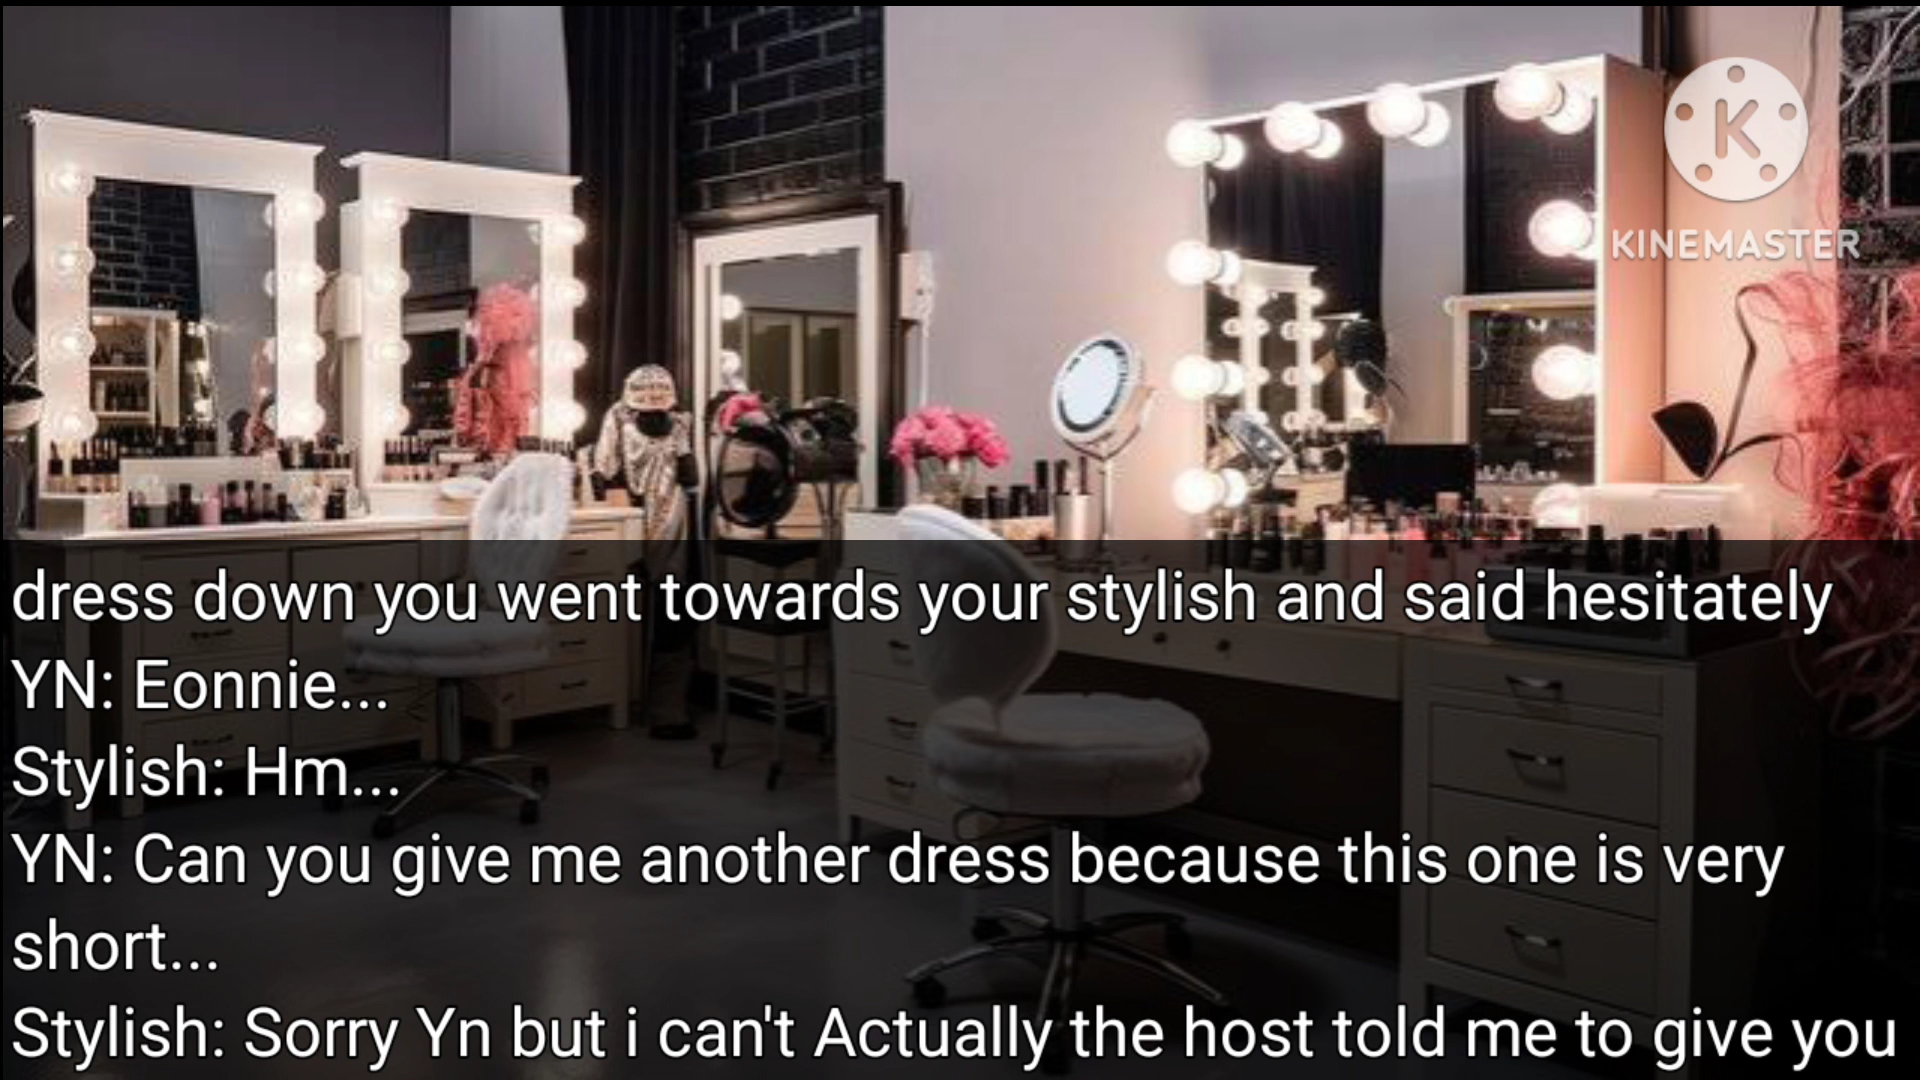 K
KINEMASTER
dress down you went towards your stylish and said hesitately
YN: Eonnie...
Stylish: Hm...
YN: Can you give me another dress because this one is very
short...
Stylish: Sorry Yn but i can't Actually the host told me to give you